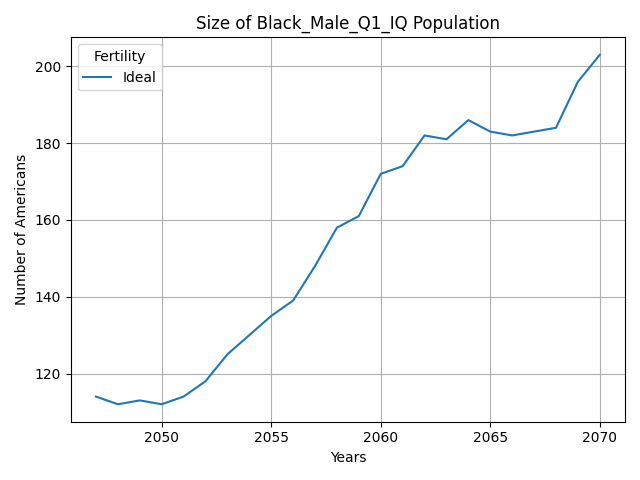 Size of Black_Male_Q1_IQ Population
Fertility
Ideal
Number of Americans
200
180
160
140
120
2050 2055 2060 2065 2070
Years